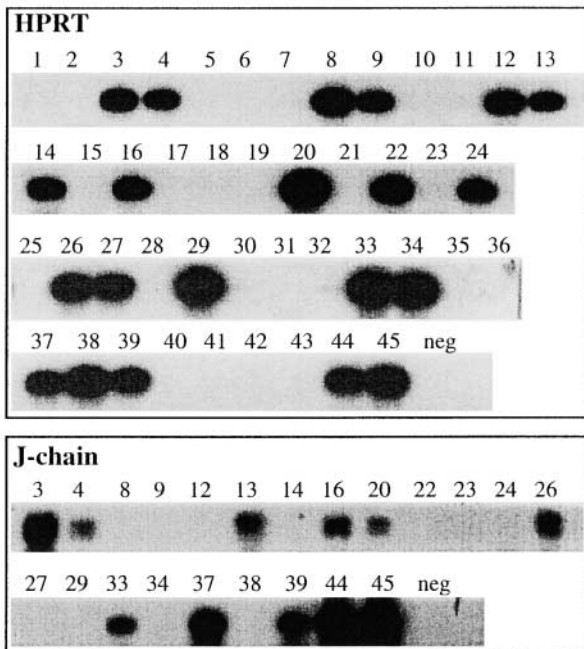 HPRT
1 2 3 4 5 6 7 8 9 10 11 12 13
14 15 16 17 18 19 20 21 22 23 24
25 26 27 28 29 30 31 32 33 34 35 36
37 38 39 40 41 42 43 44 45 neg
J-chain
3 4 8 9 12 13 14 16 20 22 23 24 26
27 29 33 34 37 38 39 44 45 neg